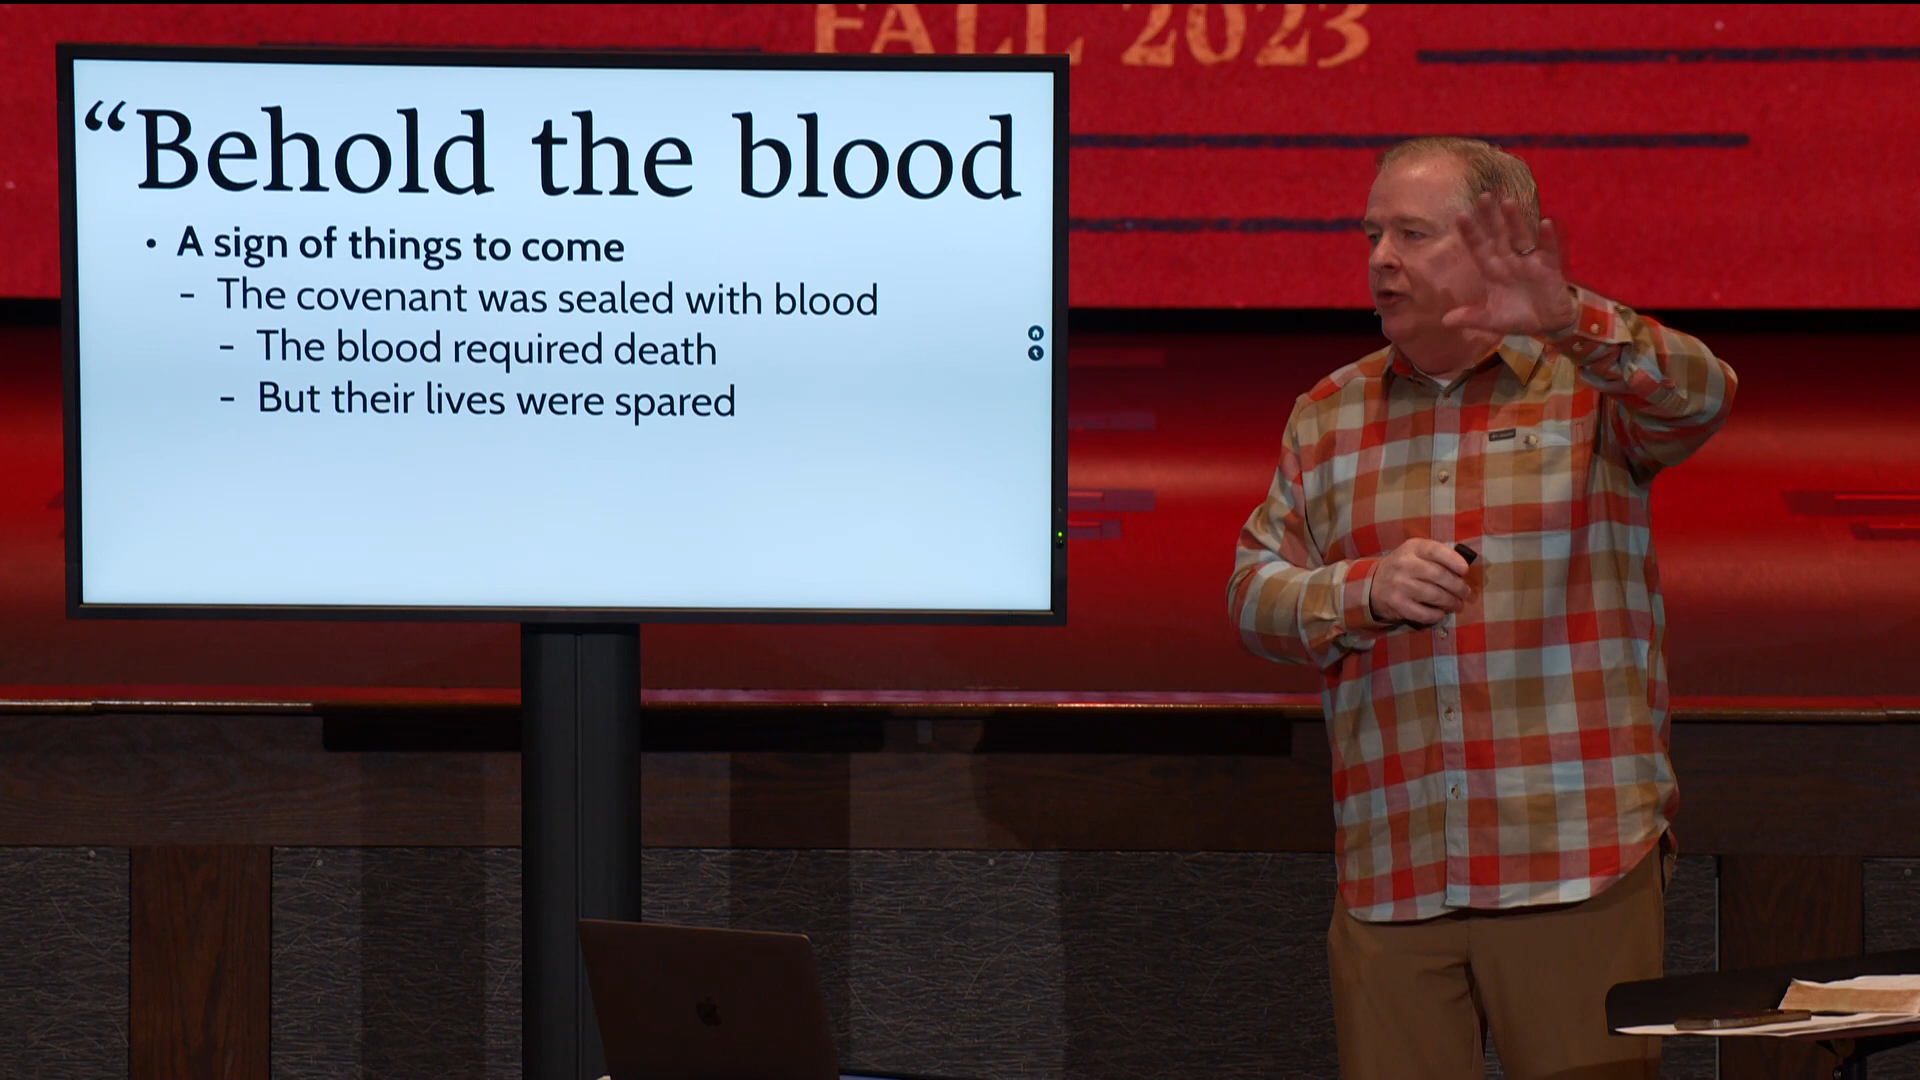 FALL 2023
“Behold the blood
• A sign of things to come
- The covenant was sealed with blood
- The blood required death
- But their lives were spared